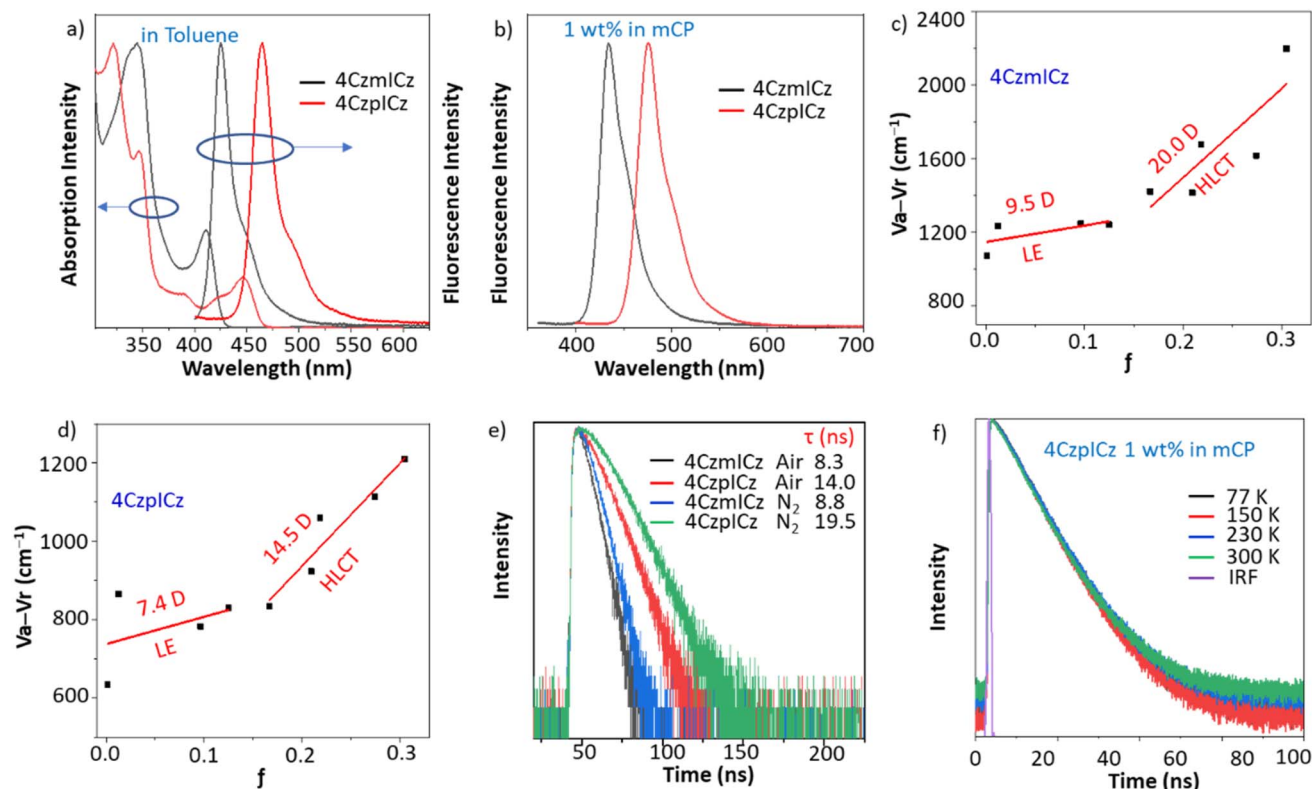 a)
in Toluene
4CzmICz
4CzpICz
Absorption Intensity
Fluorescence Intensity
350 400 450 500 550 600
Wavelength (nm)
b)
1 wt% in mCP
4CzmICz
4CzpICz
Fluorescence Intensity
400 500 600 700
Wavelength (nm)
c)
2400
2000
1600
1200
800
Va–Vr (cm⁻¹)
4CzmICz
9.5 D
LE
20.0 D
HLCT
0.0 0.1 0.2 0.3
ƒ
d)
1200
1000
800
600
Va–Vr (cm⁻¹)
4CzpICz
7.4 D
LE
14.5 D
HLCT
0.0 0.1 0.2 0.3
ƒ
e)
τ (ns)
4CzmICz Air 8.3
4CzpICz Air 14.0
4CzmICz N₂ 8.8
4CzpICz N₂ 19.5
Intensity
50 100 150 200
Time (ns)
f)
4CzpICz 1 wt% in mCP
77 K
150 K
230 K
300 K
IRF
Intensity
0 20 40 60 80 100
Time (ns)